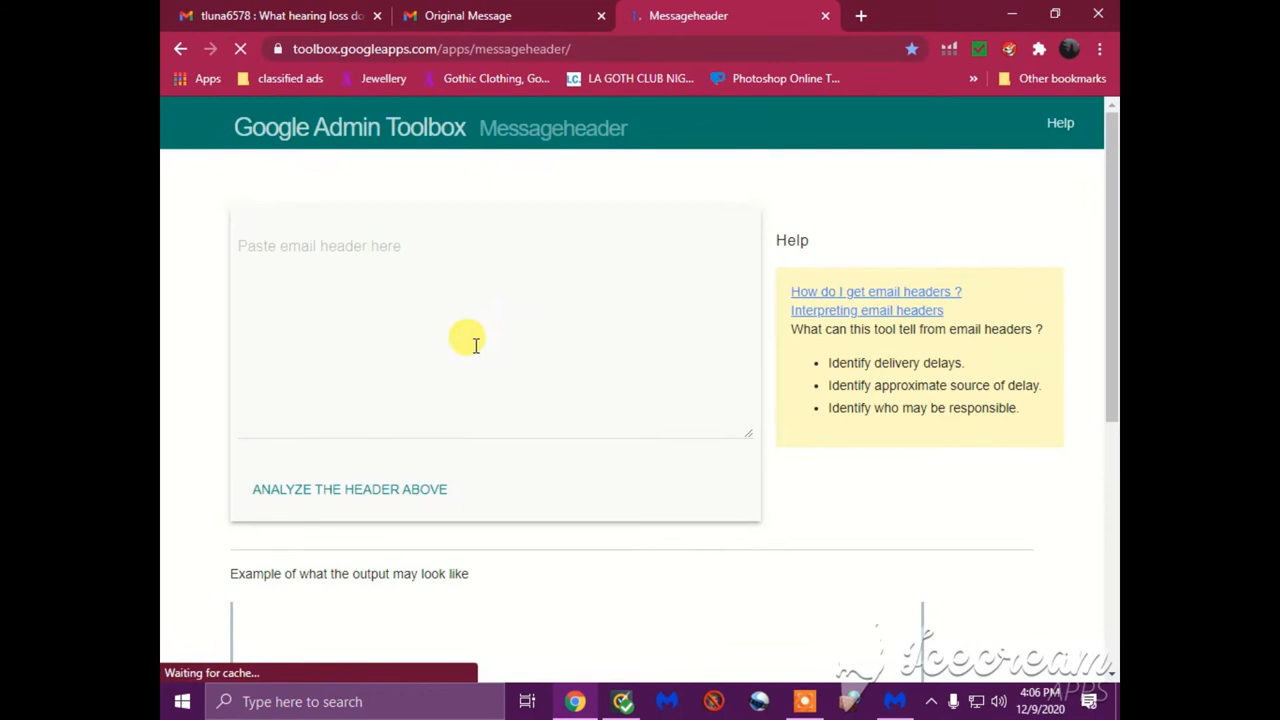 tluna6578 : What hearing loss do
Original Message
Messageheader
toolbox.googleapps.com/apps/messageheader/
Apps
classified ads
Jewellery
Gothic Clothing, Go...
LC
LA GOTH CLUB NIG...
Photoshop Online T...
»
Other bookmarks
Google Admin Toolbox Messageheader
Help
Paste email header here
ANALYZE THE HEADER ABOVE
Help
How do I get email headers ?
Interpreting email headers
What can this tool tell from email headers ?
• Identify delivery delays.
• Identify approximate source of delay.
• Identify who may be responsible.
Example of what the output may look like
Waiting for cache...
Icecream
APPS
Type here to search
4:06 PM
12/9/2020